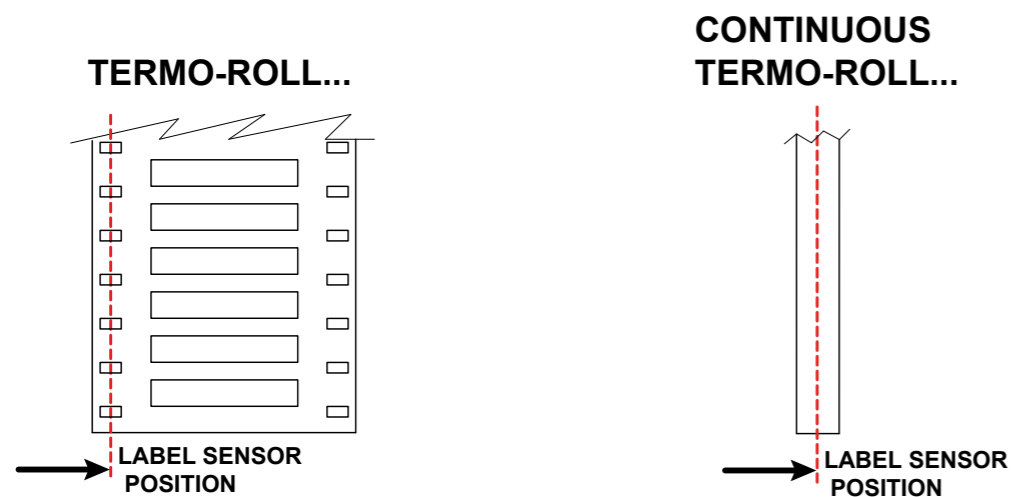 TERMO-ROLL...
LABEL SENSOR
POSITION
CONTINUOUS
TERMO-ROLL...
LABEL SENSOR
POSITION